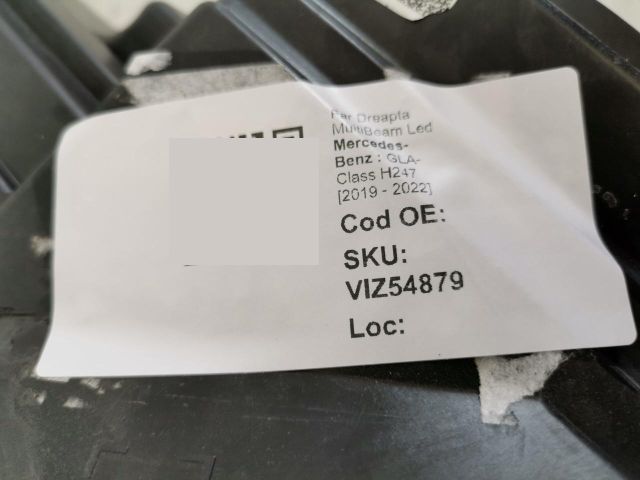 Far Dreapta
MultiBeam Led
Mercedes-
Benz : GLA-
Class H247
[2019 - 2022]
Cod OE:
SKU:
VIZ54879
Loc: